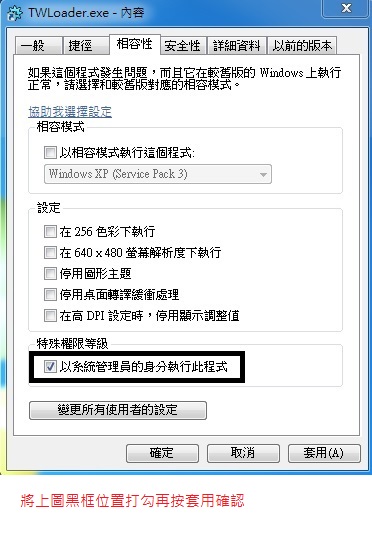 TWLoader.exe - 內容
一般 捷徑 相容性 安全性 詳細資料 以前的版本
如果這個程式發生問題，而且它在較舊版的 Windows 上執行
正常，請選擇和較舊版對應的相容模式。
協助我選擇設定
相容模式
以相容模式執行這個程式:
Windows XP (Service Pack 3)
設定
在 256 色彩下執行
在 640 x 480 螢幕解析度下執行
停用圖形主題
停用桌面轉譯緩衝處理
在高 DPI 設定時，停用顯示調整值
特殊權限等級
以系統管理員的身分執行此程式
變更所有使用者的設定
確定 取消 套用(A)
將上圖黑框位置打勾再按套用確認